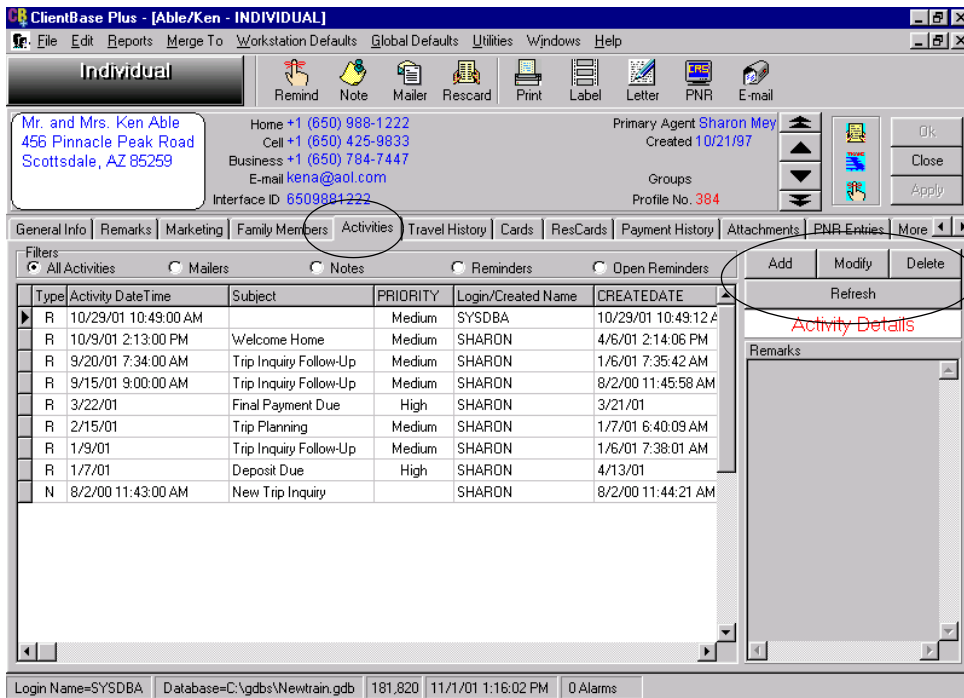 ClientBase Plus - [Able/Ken - INDIVIDUAL]
File Edit Reports Merge To Workstation Defaults Global Defaults Utilities Windows Help
Individual
Remind Note Mailer Rescard Print Label Letter PNR E-mail
Mr. and Mrs. Ken Able
456 Pinnacle Peak Road
Scottsdale, AZ 85259
Home +1 (650) 988-1222
Cell +1 (650) 425-9833
Business +1 (650) 784-7447
E-mail kena@aol.com
Interface ID 6509881222
Primary Agent Sharon Mey
Created 10/21/97
Groups
Profile No. 384
Ok
Close
Apply
General Info Remarks Marketing Family Members Activities Travel History Cards ResCards Payment History Attachments PNR Entries More
Filters
All Activities Mailers Notes Reminders Open Reminders
Add Modify Delete
Refresh
Activity Details
Remarks
Type Activity DateTime Subject PRIORITY Login/Created Name CREATEDATE
R 10/29/01 10:49:00 AM Medium SYSDBA 10/29/01 10:49:12 A
R 10/9/01 2:13:00 PM Welcome Home Medium SHARON 4/6/01 2:14:06 PM
R 9/20/01 7:34:00 AM Trip Inquiry Follow-Up Medium SHARON 1/6/01 7:35:42 AM
R 9/15/01 9:00:00 AM Trip Inquiry Follow-Up Medium SHARON 8/2/00 11:45:58 AM
R 3/22/01 Final Payment Due High SHARON 3/21/01
R 2/15/01 Trip Planning Medium SHARON 1/7/01 6:40:09 AM
R 1/9/01 Trip Inquiry Follow-Up Medium SHARON 1/6/01 7:38:01 AM
R 1/7/01 Deposit Due High SHARON 4/13/01
N 8/2/00 11:43:00 AM New Trip Inquiry SHARON 8/2/00 11:44:21 AM
Login Name=SYSDBA Database=C:\gdbs\Newtrain.gdb 181,820 11/1/01 1:16:02 PM 0 Alarms